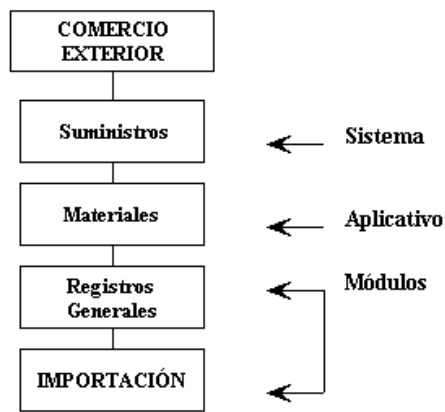 COMERCIO
EXTERIOR
Suministros
Sistema
Materiales
Aplicativo
Registros
Generales
Módulos
IMPORTACIÓN